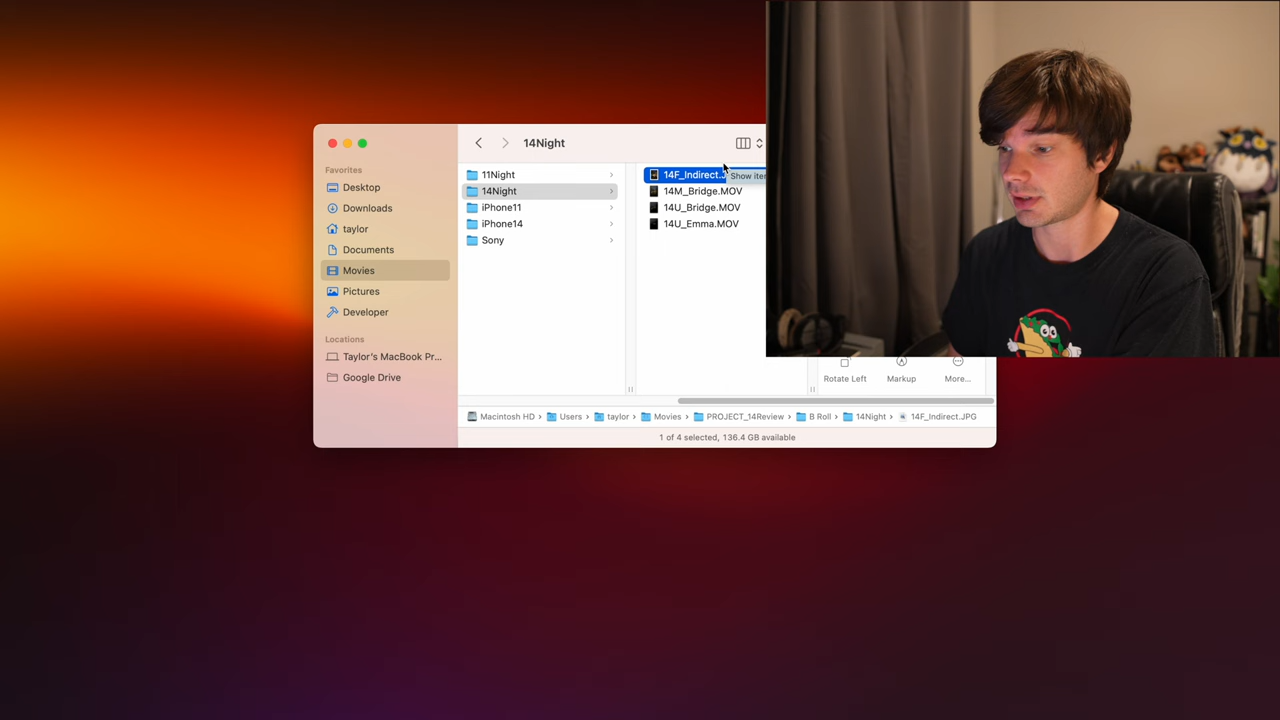 14Night
Favorites
Desktop
Downloads
taylor
Documents
Movies
Pictures
Developer
Locations
Taylor's MacBook Pr...
Google Drive
11Night
14Night
iPhone11
iPhone14
Sony
14F_Indirect.J
Show ite
14M_Bridge.MOV
14U_Bridge.MOV
14U_Emma.MOV
Rotate Left
Markup
More...
Macintosh HD › Users › taylor › Movies › PROJECT_14Review › B Roll › 14Night › 14F_Indirect.JPG
1 of 4 selected, 136.4 GB available